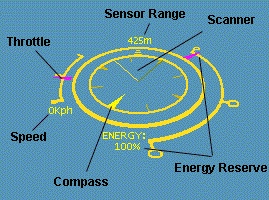 Sensor Range
Scanner
Throttle
425m
0Kph
ENERGY:
100%
Speed
Energy Reserve
Compass